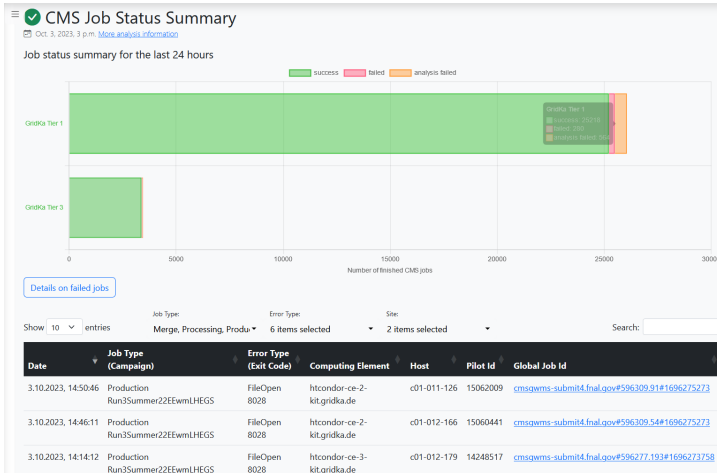 CMS Job Status Summary
Oct. 3, 2023, 3 p.m. More analysis information
Job status summary for the last 24 hours
success failed analysis failed
GridKa Tier 1
GridKa Tier 1
failed:
analysis failed:
GridKa Tier 3
0 5000 10000 15000 20000 25000 3000
Number of finished CMS jobs
Details on failed jobs
Job Type: Error Type: Site:
Show 10 entries Merge, Processing, Produ 6 items selected 2 items selected Search:
Job Type Error Type
Date (Campaign) (Exit Code) Computing Element Host Pilot Id Global Job Id
3.10.2023, 14:50:46 Production FileOpen htcondor-ce-2- c01-011-126 15062009 cmsgwms-submit4.fnal.gov#596309.91#1696275273
Run3Summer22EEwmLHEGS 8028 kit.gridka.de
3.10.2023, 14:46:11 Production FileOpen htcondor-ce-2- c01-012-166 15060441 cmsgwms-submit4.fnal.gov#596309.54#1696275273
Run3Summer22EEwmLHEGS 8028 kit.gridka.de
3.10.2023, 14:14:12 Production FileOpen htcondor-ce-3- c01-012-179 14248517 cmsgwms-submit4.fnal.gov#596277.193#1696273758
Run3Summer22EEwmLHEGS 8028 kit.gridka.de